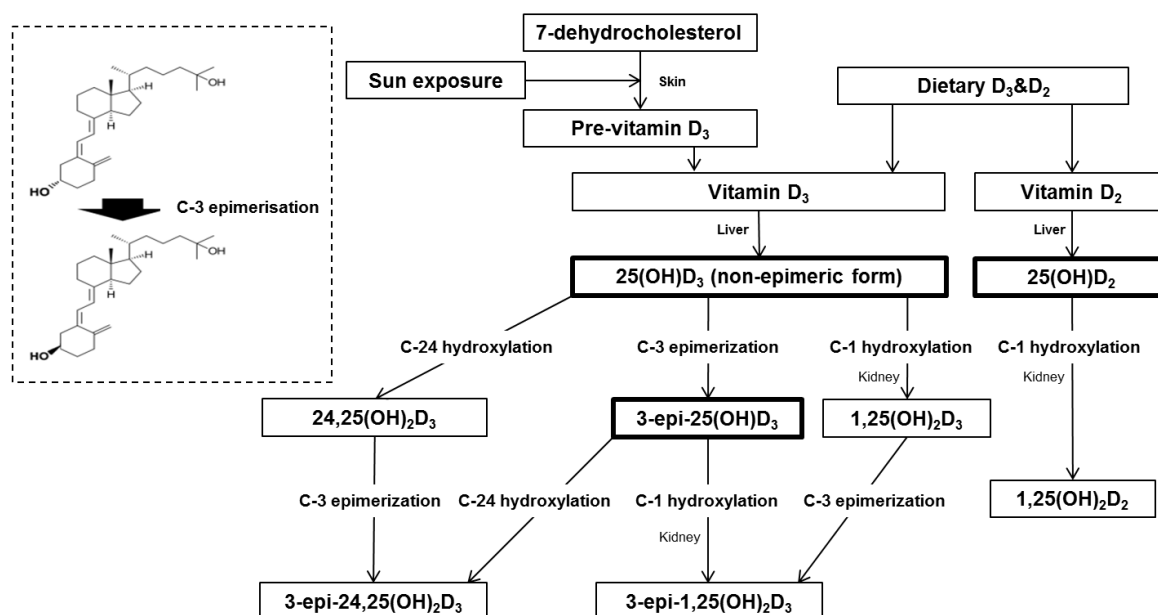 7-dehydrocholesterol
Sun exposure
Skin
Dietary D₃&D₂
Pre-vitamin D₃
Vitamin D₃
Vitamin D₂
Liver
Liver
25(OH)D₃ (non-epimeric form)
25(OH)D₂
C-24 hydroxylation
C-3 epimerization
C-1 hydroxylation
Kidney
C-1 hydroxylation
Kidney
24,25(OH)₂D₃
3-epi-25(OH)D₃
1,25(OH)₂D₃
C-3 epimerization
C-24 hydroxylation
C-1 hydroxylation
Kidney
C-3 epimerization
1,25(OH)₂D₂
3-epi-24,25(OH)₂D₃
3-epi-1,25(OH)₂D₃
OH
H
H
HO
C-3 epimerisation
OH
H
H
HO